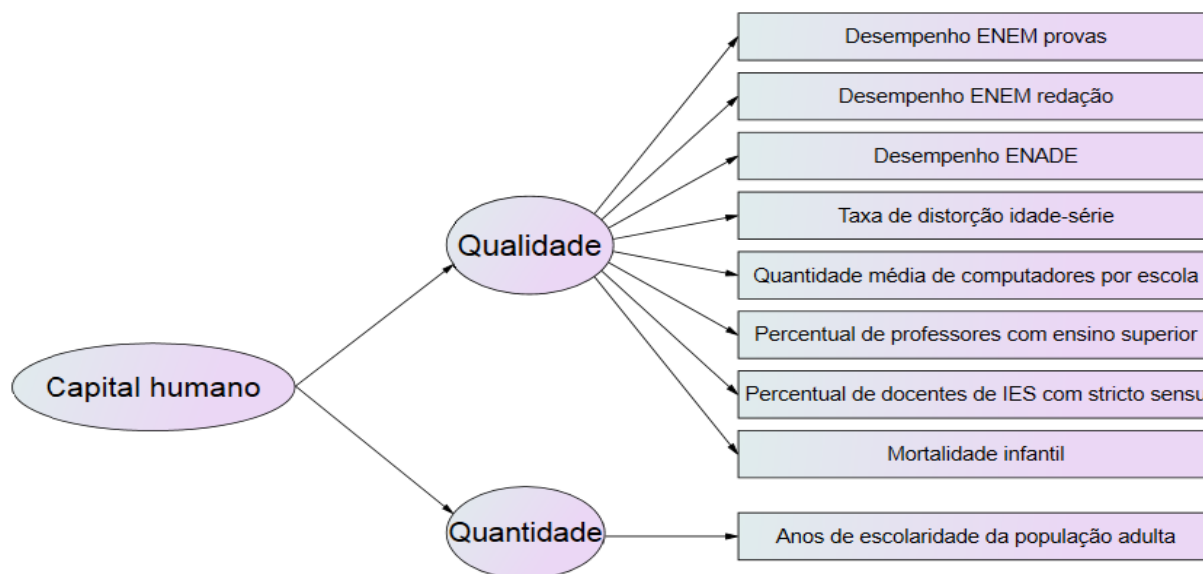 Desempenho ENEM provas
Desempenho ENEM redação
Desempenho ENADE
Taxa de distorção idade-série
Qualidade
Quantidade média de computadores por escola
Percentual de professores com ensino superior
Capital humano
Percentual de docentes de IES com stricto sensu
Mortalidade infantil
Quantidade
Anos de escolaridade da população adulta